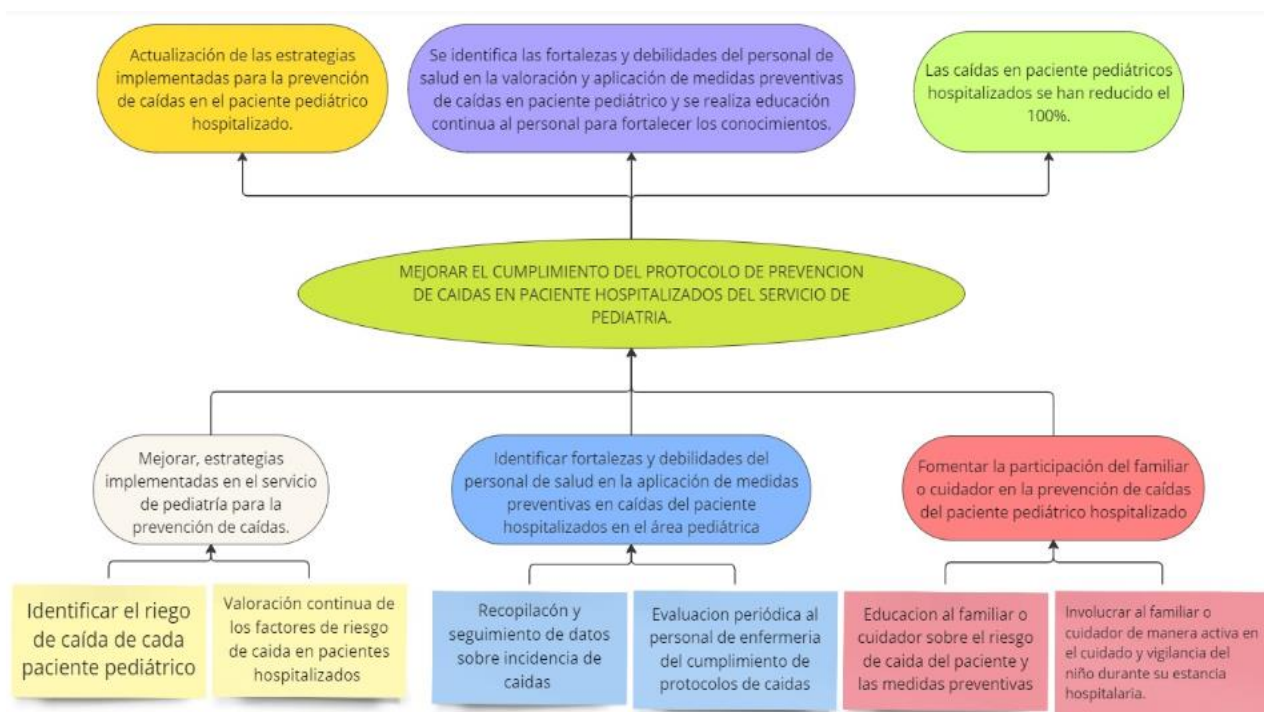 Actualización de las estrategias
implementadas para la prevención
de caídas en el paciente pediátrico
hospitalizado.
Se identifica las fortalezas y debilidades del personal de
salud en la valoración y aplicación de medidas preventivas
de caídas en paciente pediátrico y se realiza educación
continua al personal para fortalecer los conocimientos.
Las caídas en paciente pediátricos
hospitalizados se han reducido el
100%.
MEJORAR EL CUMPLIMIENTO DEL PROTOCOLO DE PREVENCION
DE CAIDAS EN PACIENTE HOSPITALIZADOS DEL SERVICIO DE
PEDIATRIA.
Mejorar, estrategias
implementadas en el servicio
de pediatría para la
prevención de caídas.
Identificar fortalezas y debilidades del
personal de salud en la aplicación de medidas
preventivas en caídas del paciente
hospitalizados en el área pediátrica
Fomentar la participación del familiar
o cuidador en la prevención de caídas
del paciente pediátrico hospitalizado
Identificar el riego
de caída de cada
paciente pediátrico
Valoración continua de
los factores de riesgo
de caida en pacientes
hospitalizados
Recopilacón y
seguimiento de datos
sobre incidencia de
caidas
Evaluacion periódica al
personal de enfermeria
del cumplimiento de
protocolos de caidas
Educacion al familiar o
cuidador sobre el riesgo
de caida del paciente y
las medidas preventivas
Involucrar al familiar o
cuidador de manera activa en
el cuidado y vigilancia del
niño durante su estancia
hospitalaria.